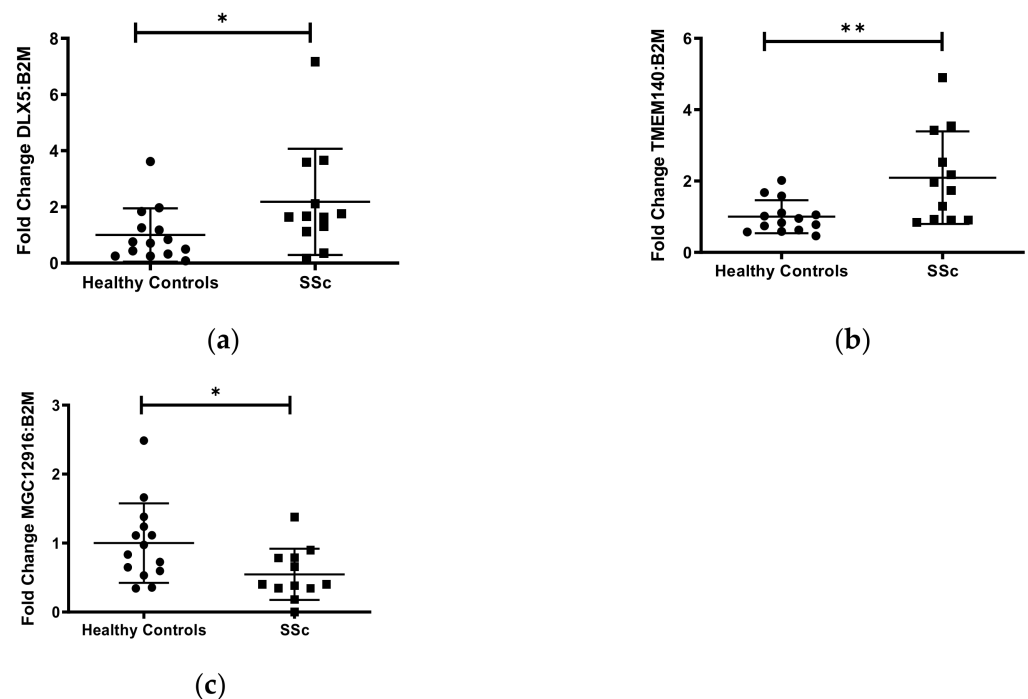 *
8
6
4
2
0
Fold Change DLX5:B2M
Healthy Controls SSc
(a)
**
6
4
2
0
Fold Change TMEM140:B2M
Healthy Controls SSc
(b)
*
3
2
1
0
Fold Change MGC12916:B2M
Healthy Controls SSc
(c)